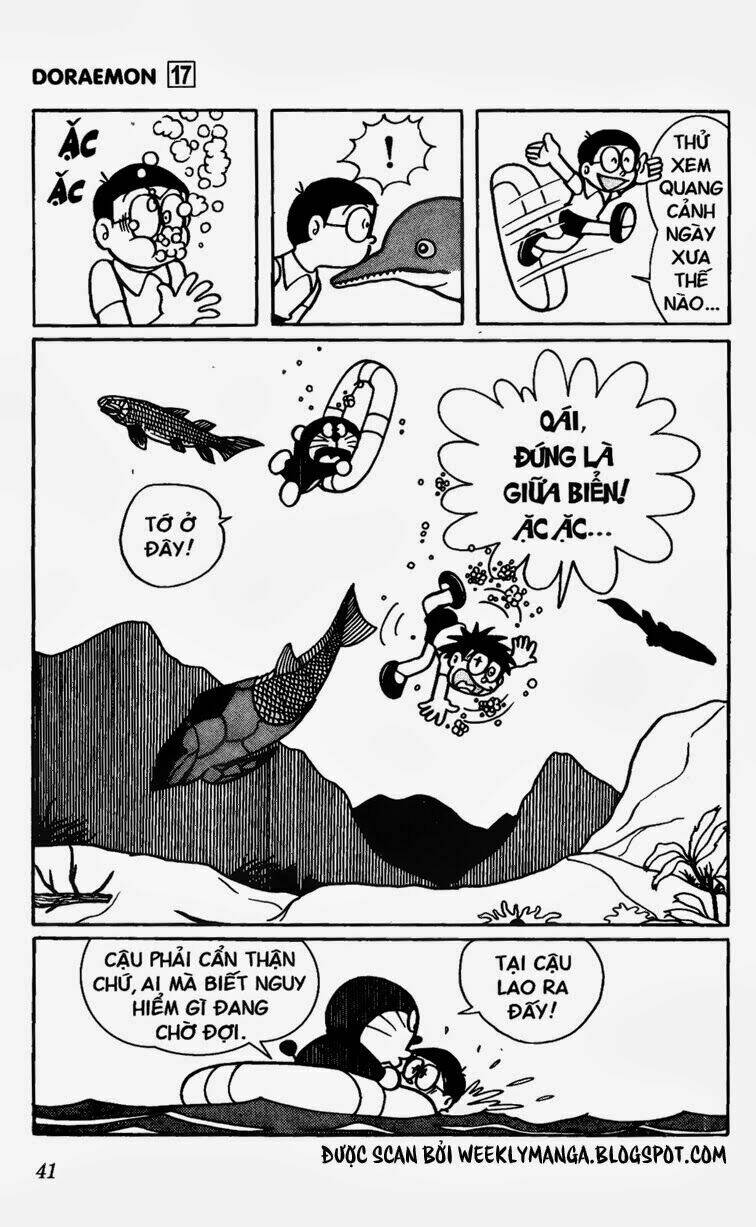 DORAEMON 17
THỬ
XEM
QUANG
CẢNH
NGÀY
XƯA
THẾ
NÀO...
!
ẶC
ẶC
OÁI,
ĐÚNG LÀ
GIỮA BIỂN!
ẶC ẶC...
TỚ Ở
ĐÂY!
TẠI CẬU
LAO RA
ĐẤY!
CẬU PHẢI CẨN THẬN
CHỨ, AI MÀ BIẾT NGUY
HIỂM GÌ ĐANG
CHỜ ĐỢI.
41
ĐƯỢC SCAN BỞI WEEKLYMANGA.BLOGSPOT.COM